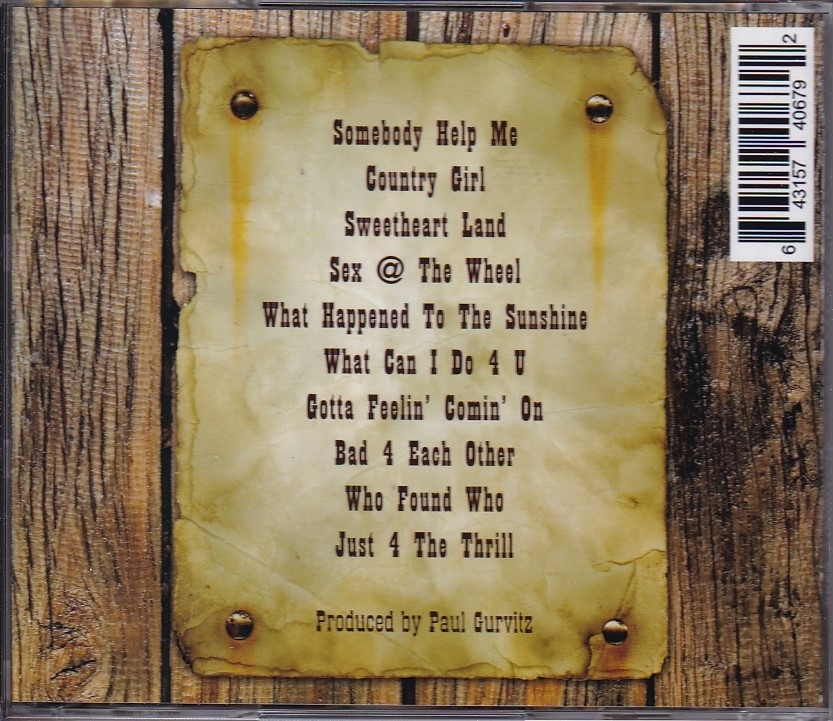 Somebody Help Me
Country Girl
Sweetheart Land
Sex @ The Wheel
What Happened To The Sunshine
What Can I Do 4 U
Gotta Feelin' Comin' On
Bad 4 Each Other
Who Found Who
Just 4 The Thrill
Produced by Paul Gurvitz
6 43157 40679 2